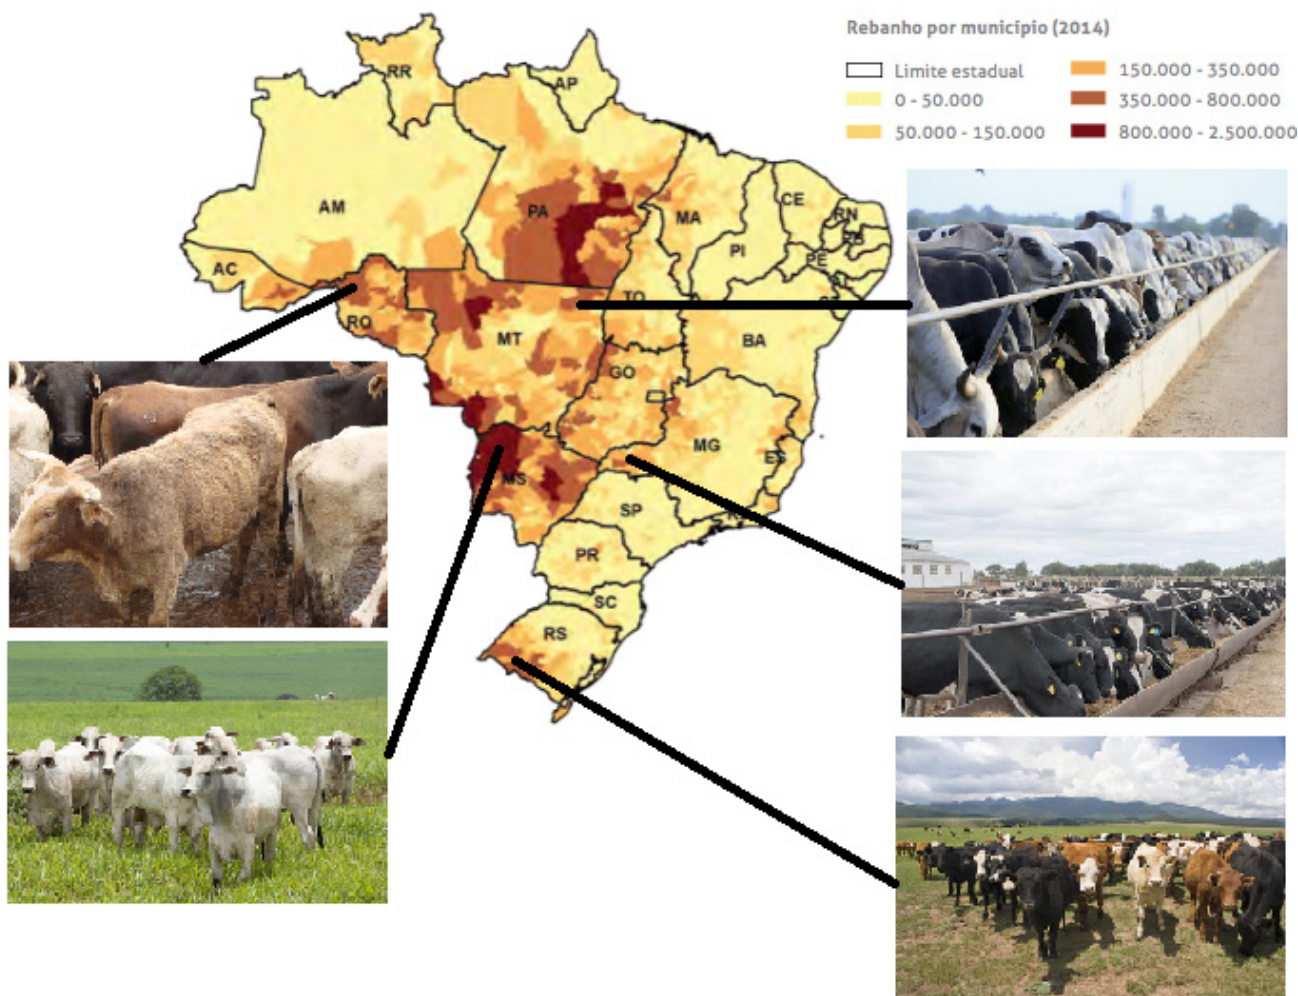 Rebanho por município (2014)
Limite estadual
0 - 50.000
50.000 - 150.000
150.000 - 350.000
350.000 - 800.000
800.000 - 2.500.000
RR
AP
AM
PA
MA
CE
RN
PI
PE
AC
TO
RO
MT
BA
GO
MG
ES
MS
SP
PR
SC
RS